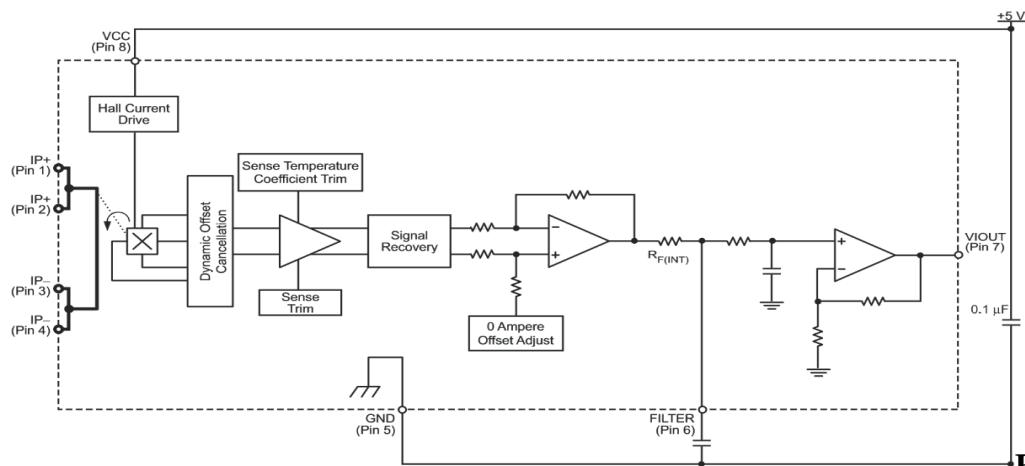 +5 V
VCC
(Pin 8)
Hall Current
Drive
IP+
(Pin 1)
IP+
(Pin 2)
IP−
(Pin 3)
IP−
(Pin 4)
Dynamic Offset
Cancellation
Sense Temperature
Coefficient Trim
Sense
Trim
Signal
Recovery
0 Ampere
Offset Adjust
RF(INT)
VIOUT
(Pin 7)
0.1 μF
GND
(Pin 5)
FILTER
(Pin 6)